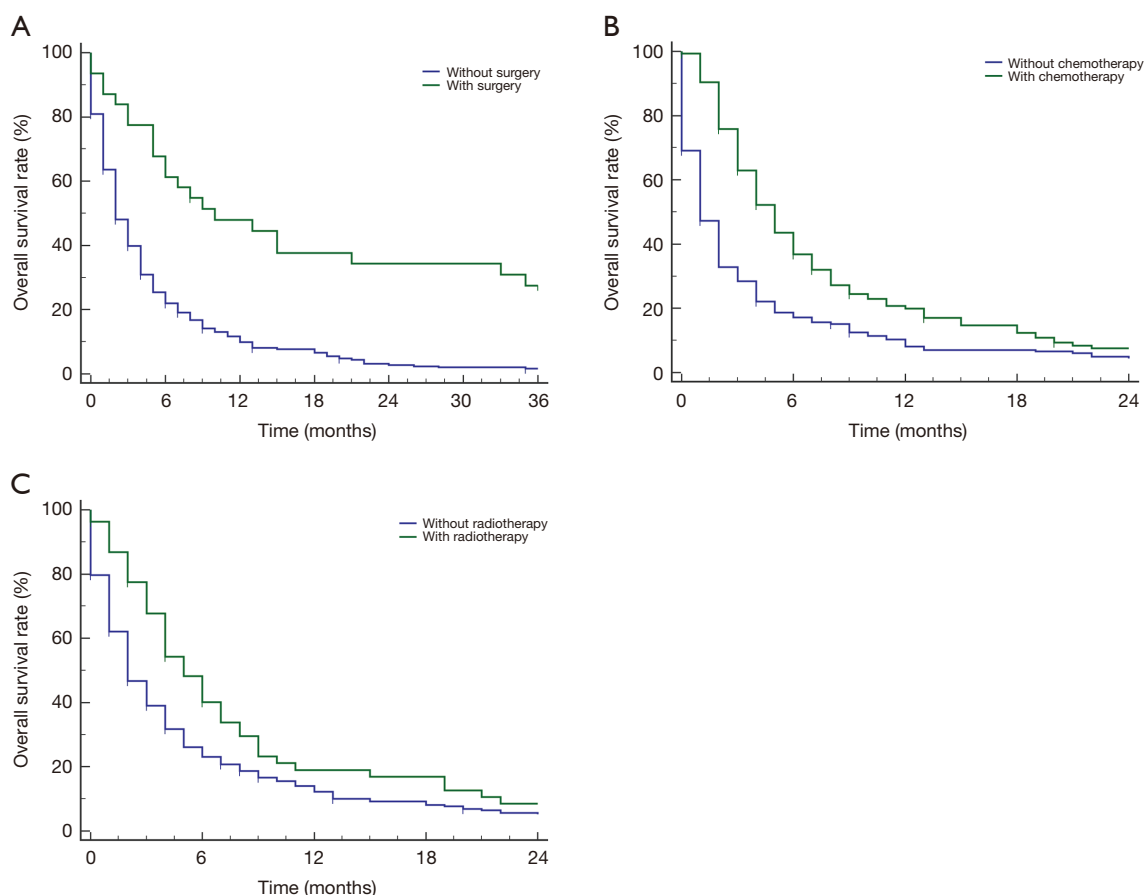 A
Overall survival rate (%)
100
80
60
40
20
0
Without surgery
With surgery
0 6 12 18 24 30 36
Time (months)
B
Overall survival rate (%)
100
80
60
40
20
0
Without chemotherapy
With chemotherapy
0 6 12 18 24
Time (months)
C
Overall survival rate (%)
100
80
60
40
20
0
Without radiotherapy
With radiotherapy
0 6 12 18 24
Time (months)